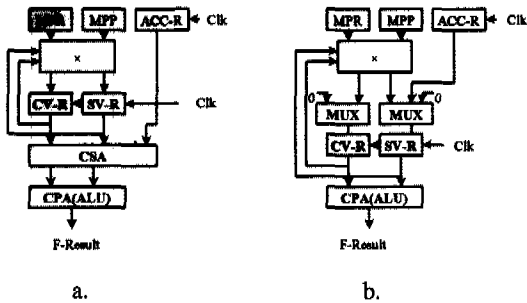 MPP
ACC-R
Clk
×
CV-R
SV-R
Clk
CSA
CPA(ALU)
F-Result
a.
MPR
MPP
ACC-R
Clk
×
0
0
MUX
MUX
CV-R
SV-R
Clk
CPA(ALU)
F-Result
b.